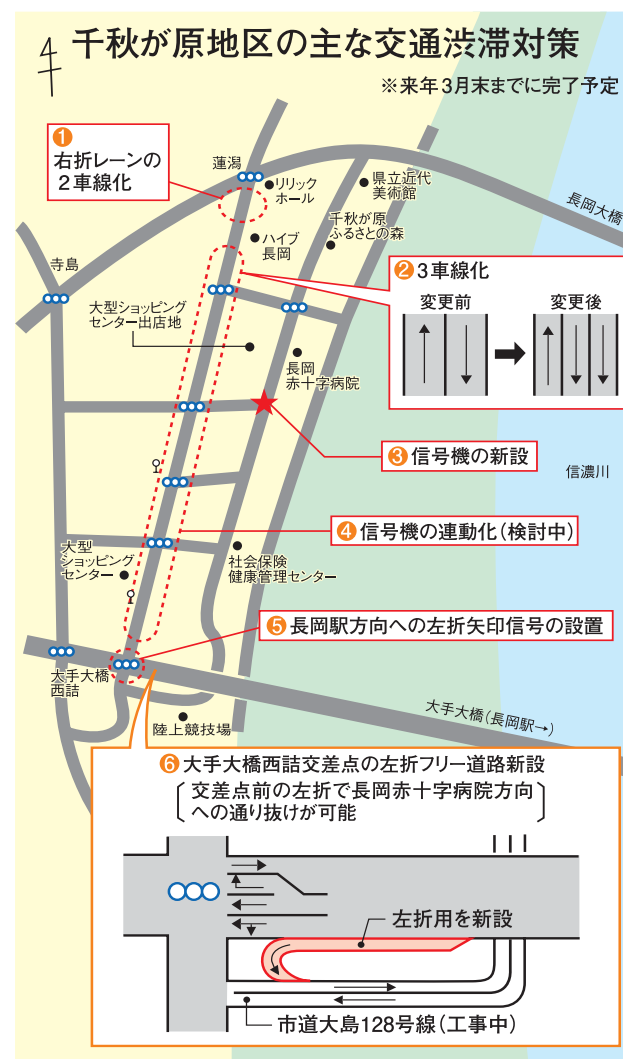 千秋が原地区の主な交通渋滞対策
※来年3月末までに完了予定
❶
右折レーンの
2車線化
蓮潟
リリック
ホール
県立近代
美術館
長岡大橋
千秋が原
ふるさとの森
ハイブ
長岡
寺島
❷3車線化
変更前
変更後
大型ショッピング
センター出店地
長岡
赤十字病院
❸信号機の新設
信濃川
❹信号機の連動化(検討中)
大型
ショッピング
センター
社会保険
健康管理センター
❺長岡駅方向への左折矢印信号の設置
大手大橋
西詰
大手大橋(長岡駅→)
陸上競技場
❻大手大橋西詰交差点の左折フリー道路新設
〔交差点前の左折で長岡赤十字病院方向
への通り抜けが可能〕
左折用を新設
市道大島128号線(工事中)